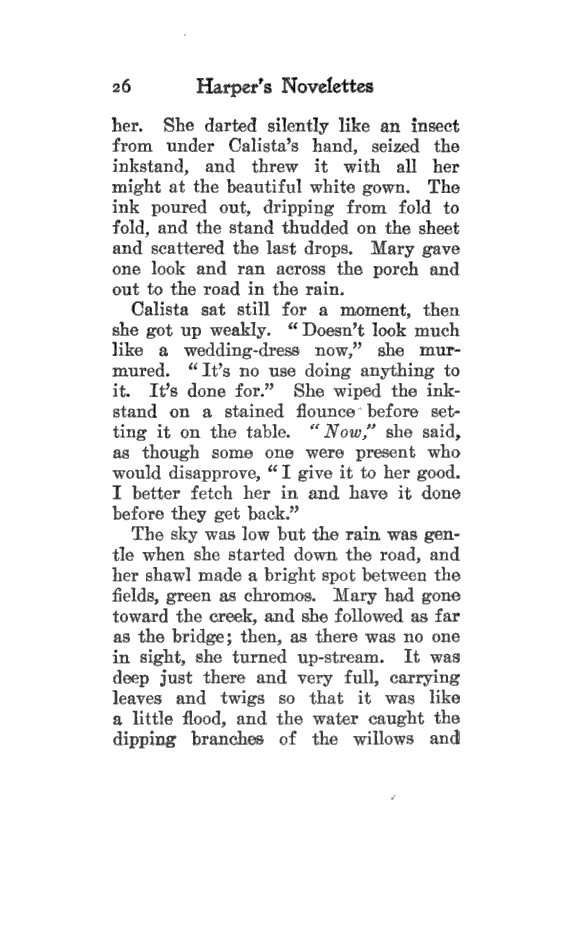 26 Harper's Novelettes
her. She darted silently like an insect
from under Calista's hand, seized the
inkstand, and threw it with all her
might at the beautiful white gown. The
ink poured out, dripping from fold to
fold, and the stand thudded on the sheet
and scattered the last drops. Mary gave
one look and ran across the porch and
out to the road in the rain.
Calista sat still for a moment, then
she got up weakly. "Doesn't look much
like a wedding-dress now," she mur-
mured. "It's no use doing anything to
it. It's done for." She wiped the ink-
stand on a stained flounce before set-
ting it on the table. "Now," she said,
as though some one were present who
would disapprove, "I give it to her good.
I better fetch her in and have it done
before they get back."
The sky was low but the rain was gen-
tle when she started down the road, and
her shawl made a bright spot between the
fields, green as chromos. Mary had gone
toward the creek, and she followed as far
as the bridge; then, as there was no one
in sight, she turned up-stream. It was
deep just there and very full, carrying
leaves and twigs so that it was like
a little flood, and the water caught the
dipping branches of the willows and